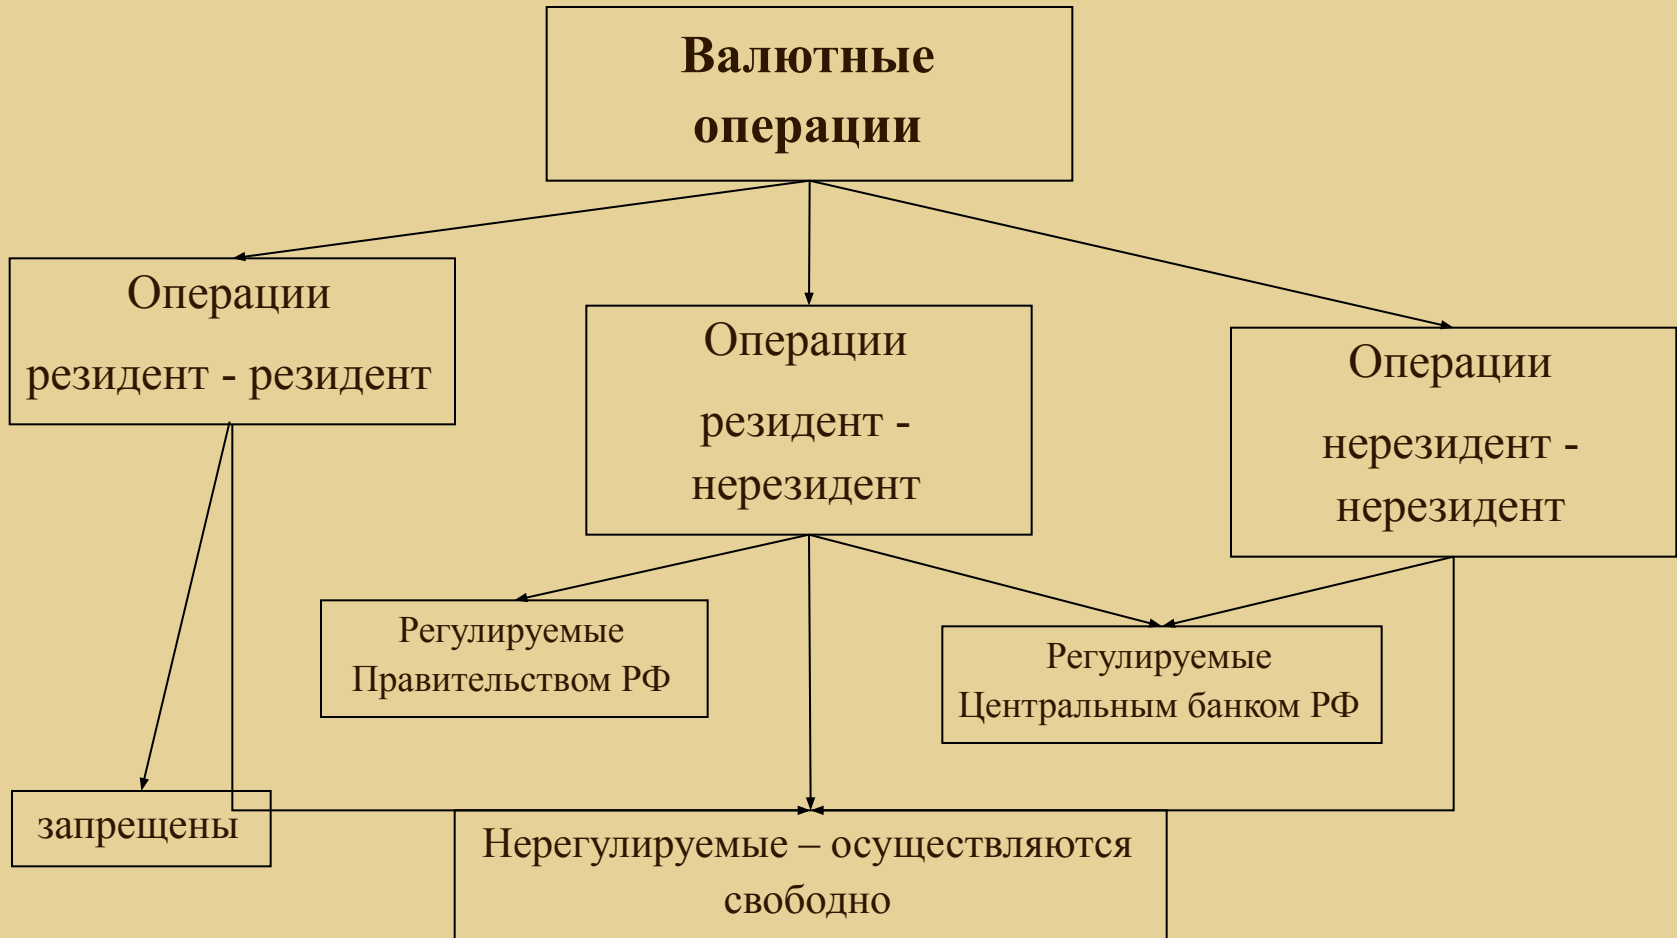 Валютные
операции
Операции
резидент - резидент
Операции
резидент -
нерезидент
Операции
нерезидент -
нерезидент
Регулируемые
Правительством РФ
Регулируемые
Центральным банком РФ
запрещены
Нерегулируемые – осуществляются
свободно